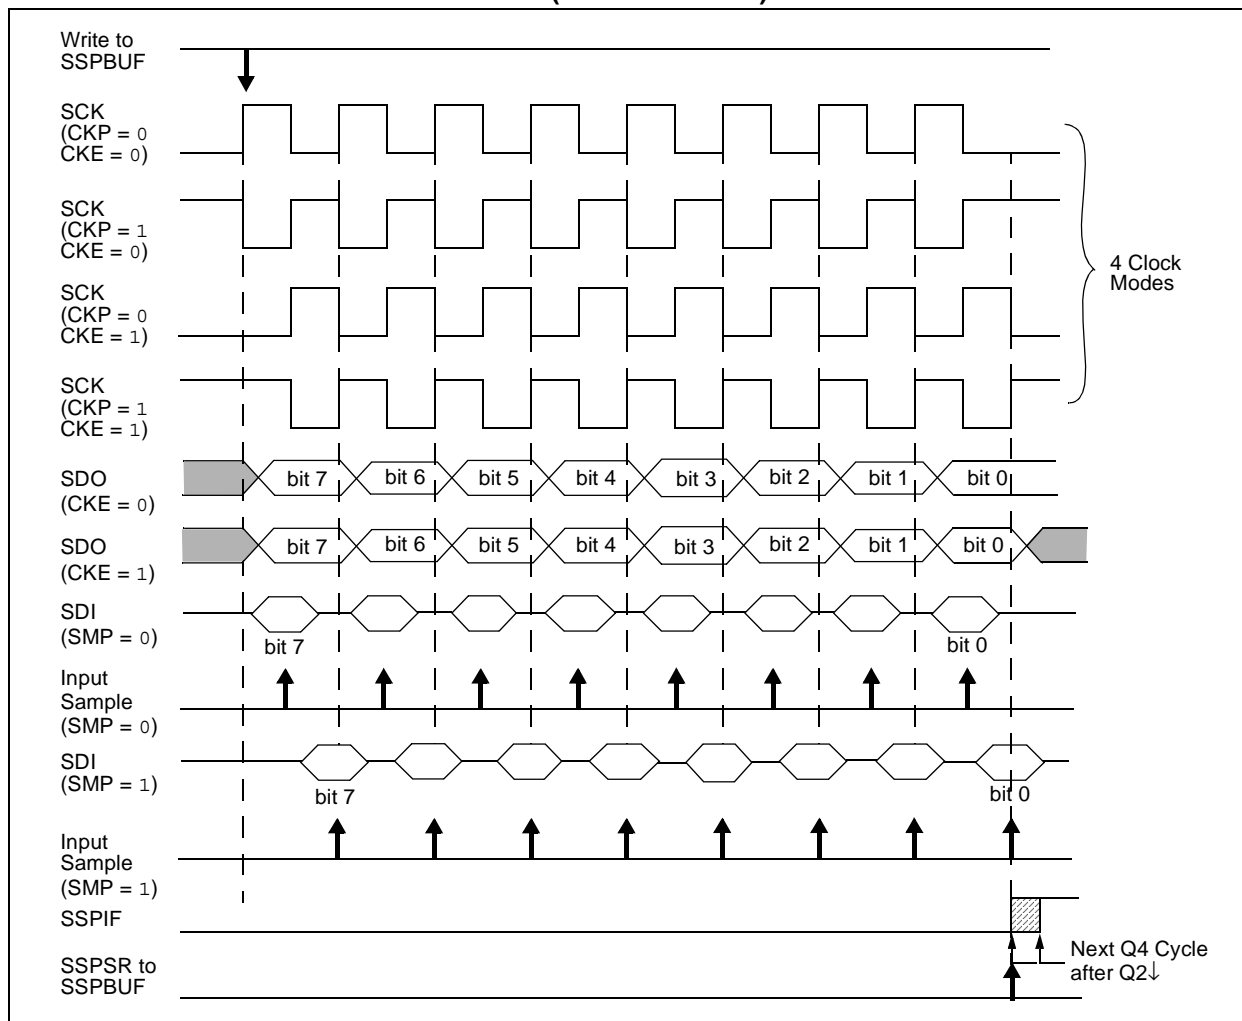 Write to
SSPBUF
SCK
(CKP = 0
CKE = 0)
SCK
(CKP = 1
CKE = 0)
SCK
(CKP = 0
CKE = 1)
SCK
(CKP = 1
CKE = 1)
4 Clock
Modes
SDO
(CKE = 0)
bit 7 bit 6 bit 5 bit 4 bit 3 bit 2 bit 1 bit 0
SDO
(CKE = 1)
bit 7 bit 6 bit 5 bit 4 bit 3 bit 2 bit 1 bit 0
SDI
(SMP = 0)
bit 7 bit 0
Input
Sample
(SMP = 0)
SDI
(SMP = 1)
bit 7 bit 0
Input
Sample
(SMP = 1)
SSPIF
Next Q4 Cycle
after Q2↓
SSPSR to
SSPBUF